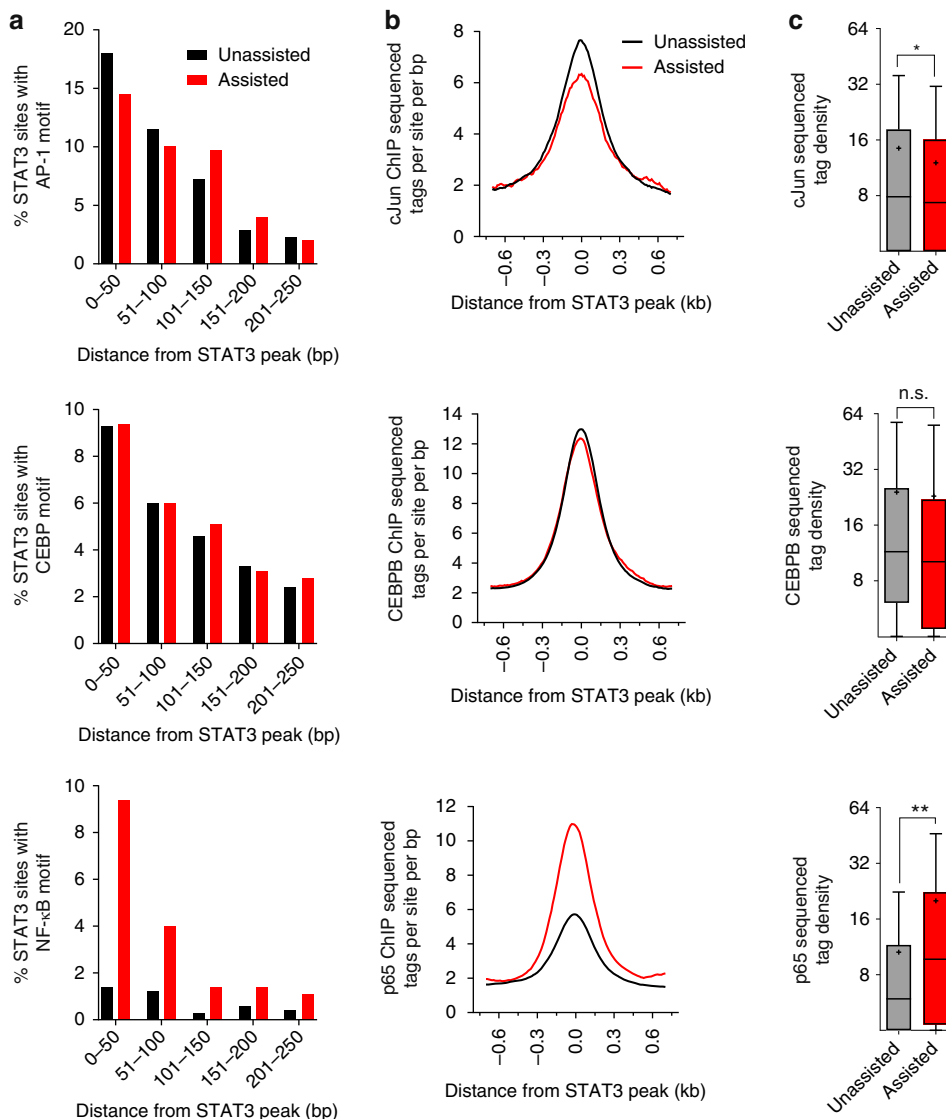 a
% STAT3 sites with
AP-1 motif
20
15
10
5
0
Unassisted
Assisted
0–50
51–100
101–150
151–200
201–250
Distance from STAT3 peak (bp)
b
cJun ChIP sequenced
tags per site per bp
8
6
4
2
0
Unassisted
Assisted
−0.6
−0.3
0.0
0.3
0.6
Distance from STAT3 peak (kb)
c
cJun sequenced
tag density
64
32
16
8
*
Unassisted
Assisted
% STAT3 sites with
CEBP motif
10
8
6
4
2
0
0–50
51–100
101–150
151–200
201–250
Distance from STAT3 peak (bp)
CEBPB ChIP sequenced
tags per site per bp
14
12
10
8
6
4
2
0
−0.6
−0.3
0.0
0.3
0.6
Distance from STAT3 peak (kb)
CEBPB sequenced
tag density
64
32
16
8
n.s.
Unassisted
Assisted
% STAT3 sites with
NF-κB motif
10
8
6
4
2
0
0–50
51–100
101–150
151–200
201–250
Distance from STAT3 peak (bp)
p65 ChIP sequenced
tags per site per bp
12
10
8
6
4
2
0
−0.6
−0.3
0.0
0.3
0.6
Distance from STAT3 peak (kb)
p65 sequenced
tag density
64
32
16
8
**
Unassisted
Assisted